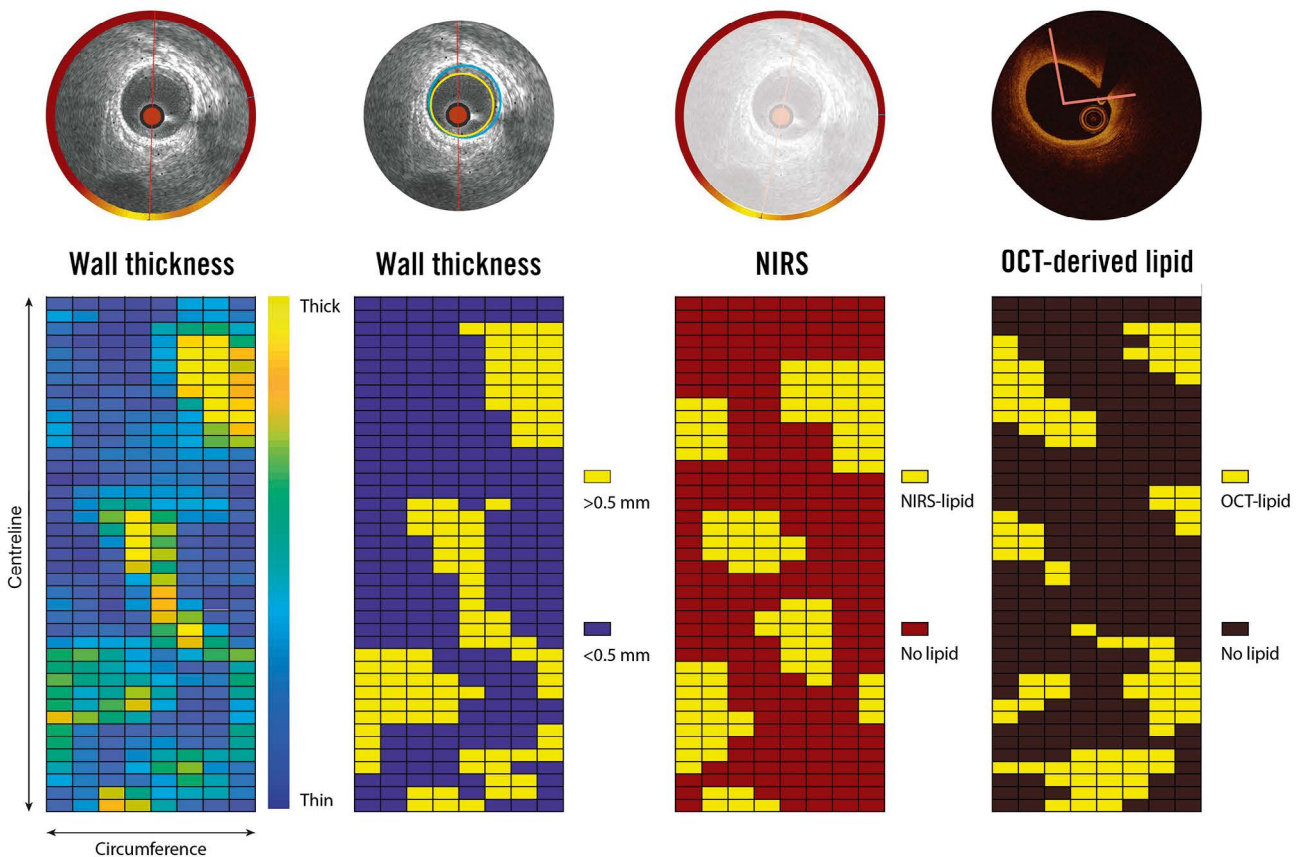 Wall thickness
Wall thickness
NIRS
OCT-derived lipid
Thick
Thin
>0.5 mm
<0.5 mm
NIRS-lipid
No lipid
OCT-lipid
No lipid
Centreline
Circumference